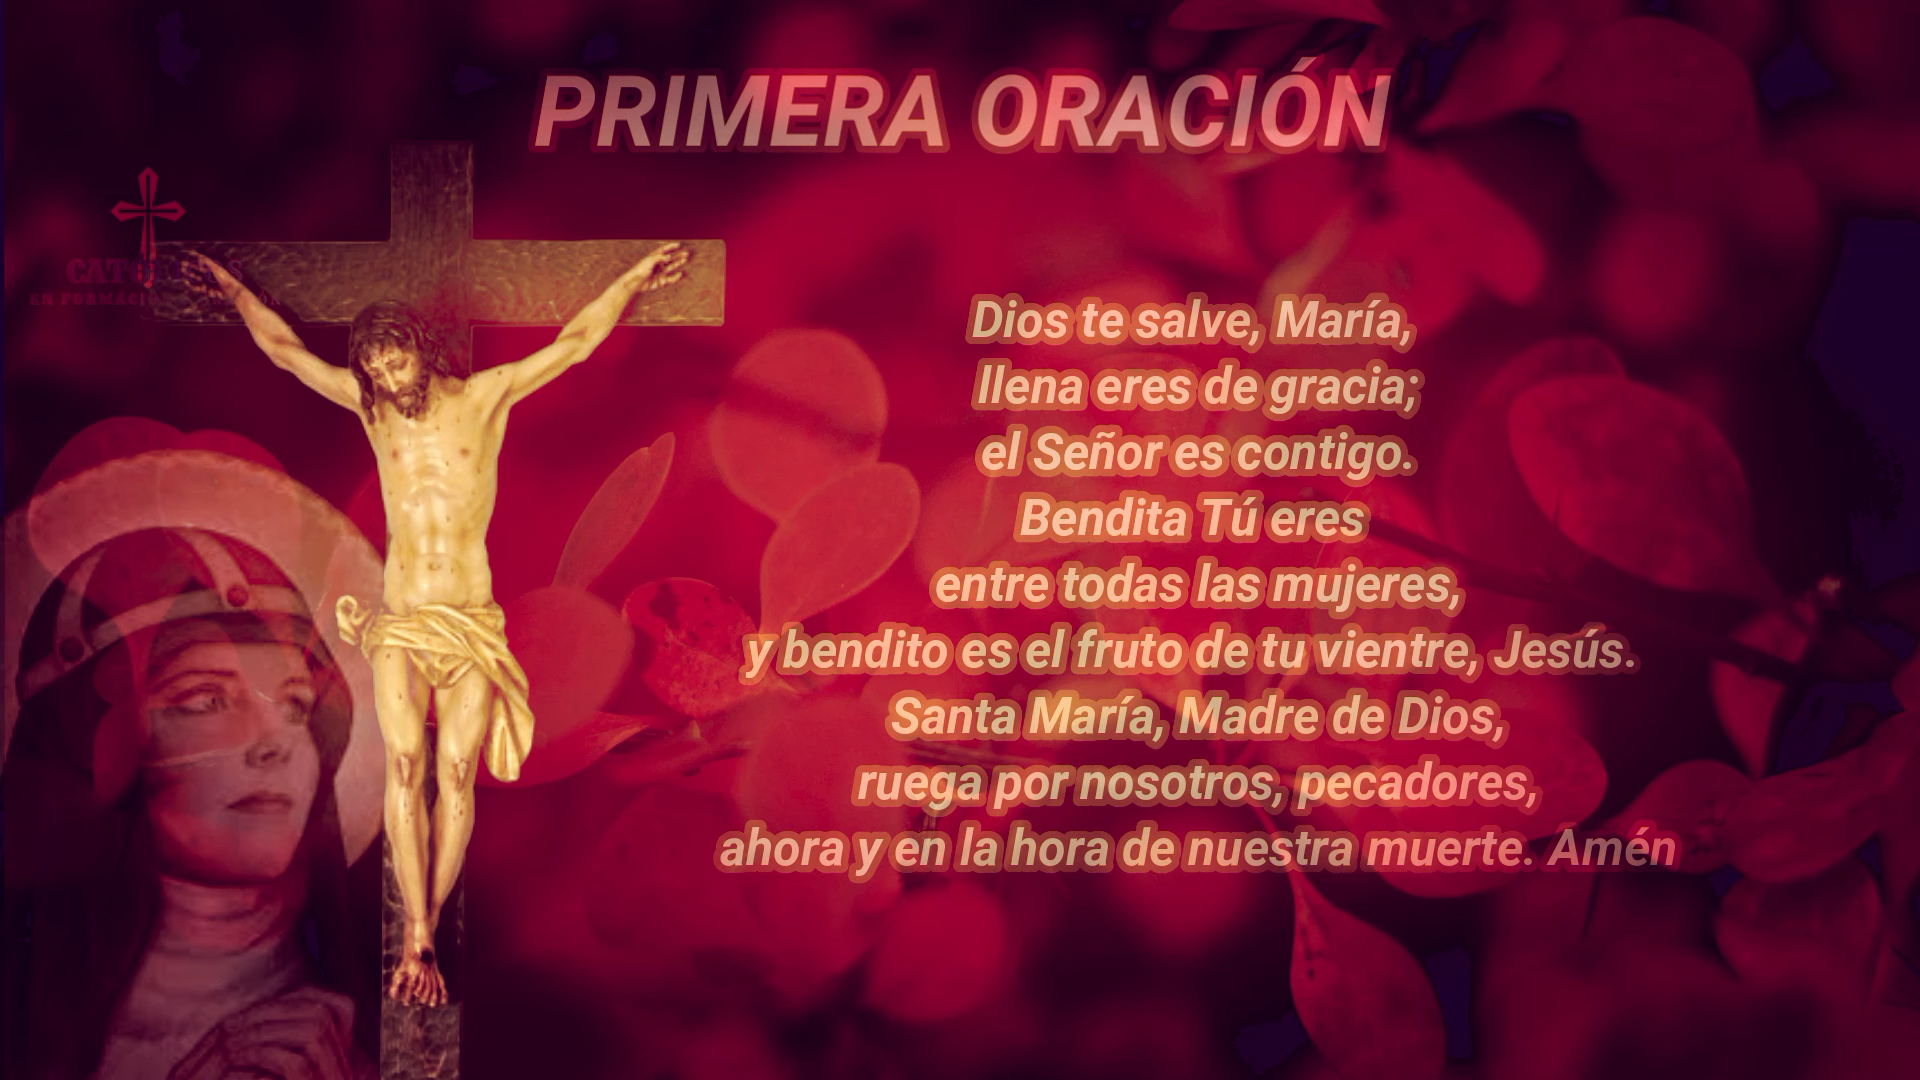 PRIMERA ORACIÓN
Dios te salve, María,
llena eres de gracia;
el Señor es contigo.
Bendita Tú eres
entre todas las mujeres,
y bendito es el fruto de tu vientre, Jesús.
Santa María, Madre de Dios,
ruega por nosotros, pecadores,
ahora y en la hora de nuestra muerte. Amén